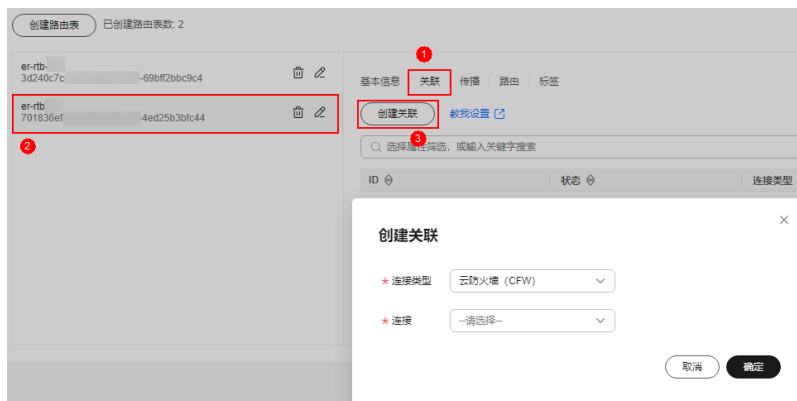 创建路由表 已创建路由表数: 2
er-rtb-
3d240c7c -69bff2bbc9c4
er-rtb
701836ef 4ed25b3bfc44
2
1
基本信息 关联 传播 路由 标签
创建关联 教我设置
3
选择属性筛选，或输入关键字搜索
ID 状态 连接类型
创建关联
* 连接类型 云防火墙（CFW）
* 连接 --请选择--
取消 确定